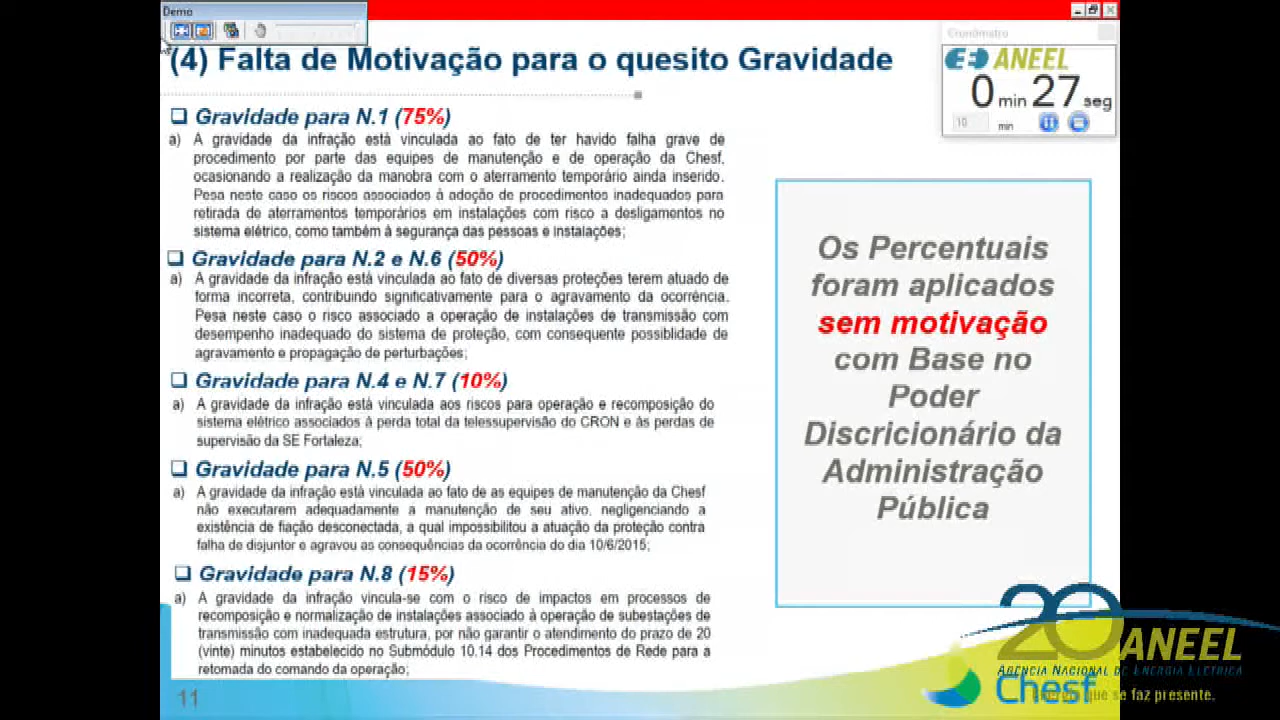 Demo
(4) Falta de Motivação para o quesito Gravidade
Cronômetro
ANEEL
0 min 27 seg
10 min
Gravidade para N.1 (75%)
a) A gravidade da infração está vinculada ao fato de ter havido falha grave de
procedimento por parte das equipes de manutenção e de operação da Chesf,
ocasionando a realização da manobra com o aterramento temporário ainda inserido.
Pesa neste caso os riscos associados à adoção de procedimentos inadequados para
retirada de aterramentos temporários em instalações com risco a desligamentos no
sistema elétrico, como também à segurança das pessoas e instalações;
Gravidade para N.2 e N.6 (50%)
a) A gravidade da infração está vinculada ao fato de diversas proteções terem atuado de
forma incorreta, contribuindo significativamente para o agravamento da ocorrência.
Pesa neste caso o risco associado a operação de instalações de transmissão com
desempenho inadequado do sistema de proteção, com consequente possiblidade de
agravamento e propagação de perturbações;
Gravidade para N.4 e N.7 (10%)
a) A gravidade da infração está vinculada aos riscos para operação e recomposição do
sistema elétrico associados à perda total da telessupervisão do CRON e às perdas de
supervisão da SE Fortaleza;
Gravidade para N.5 (50%)
a) A gravidade da infração está vinculada ao fato de as equipes de manutenção da Chesf
não executarem adequadamente a manutenção de seu ativo, negligenciando a
existência de fiação desconectada, a qual impossibilitou a atuação da proteção contra
falha de disjuntor e agravou as consequências da ocorrência do dia 10/6/2015;
Gravidade para N.8 (15%)
a) A gravidade da infração vincula-se com o risco de impactos em processos de
recomposição e normalização de instalações associado à operação de subestações de
transmissão com inadequada estrutura, por não garantir o atendimento do prazo de 20
(vinte) minutos estabelecido no Submódulo 10.14 dos Procedimentos de Rede para a
retomada do comando da operação;
Os Percentuais
foram aplicados
sem motivação
com Base no
Poder
Discricionário da
Administração
Pública
11
20 ANEEL
AGÊNCIA NACIONAL DE ENERGIA ELÉTRICA
Chesf
Energia que se faz presente.